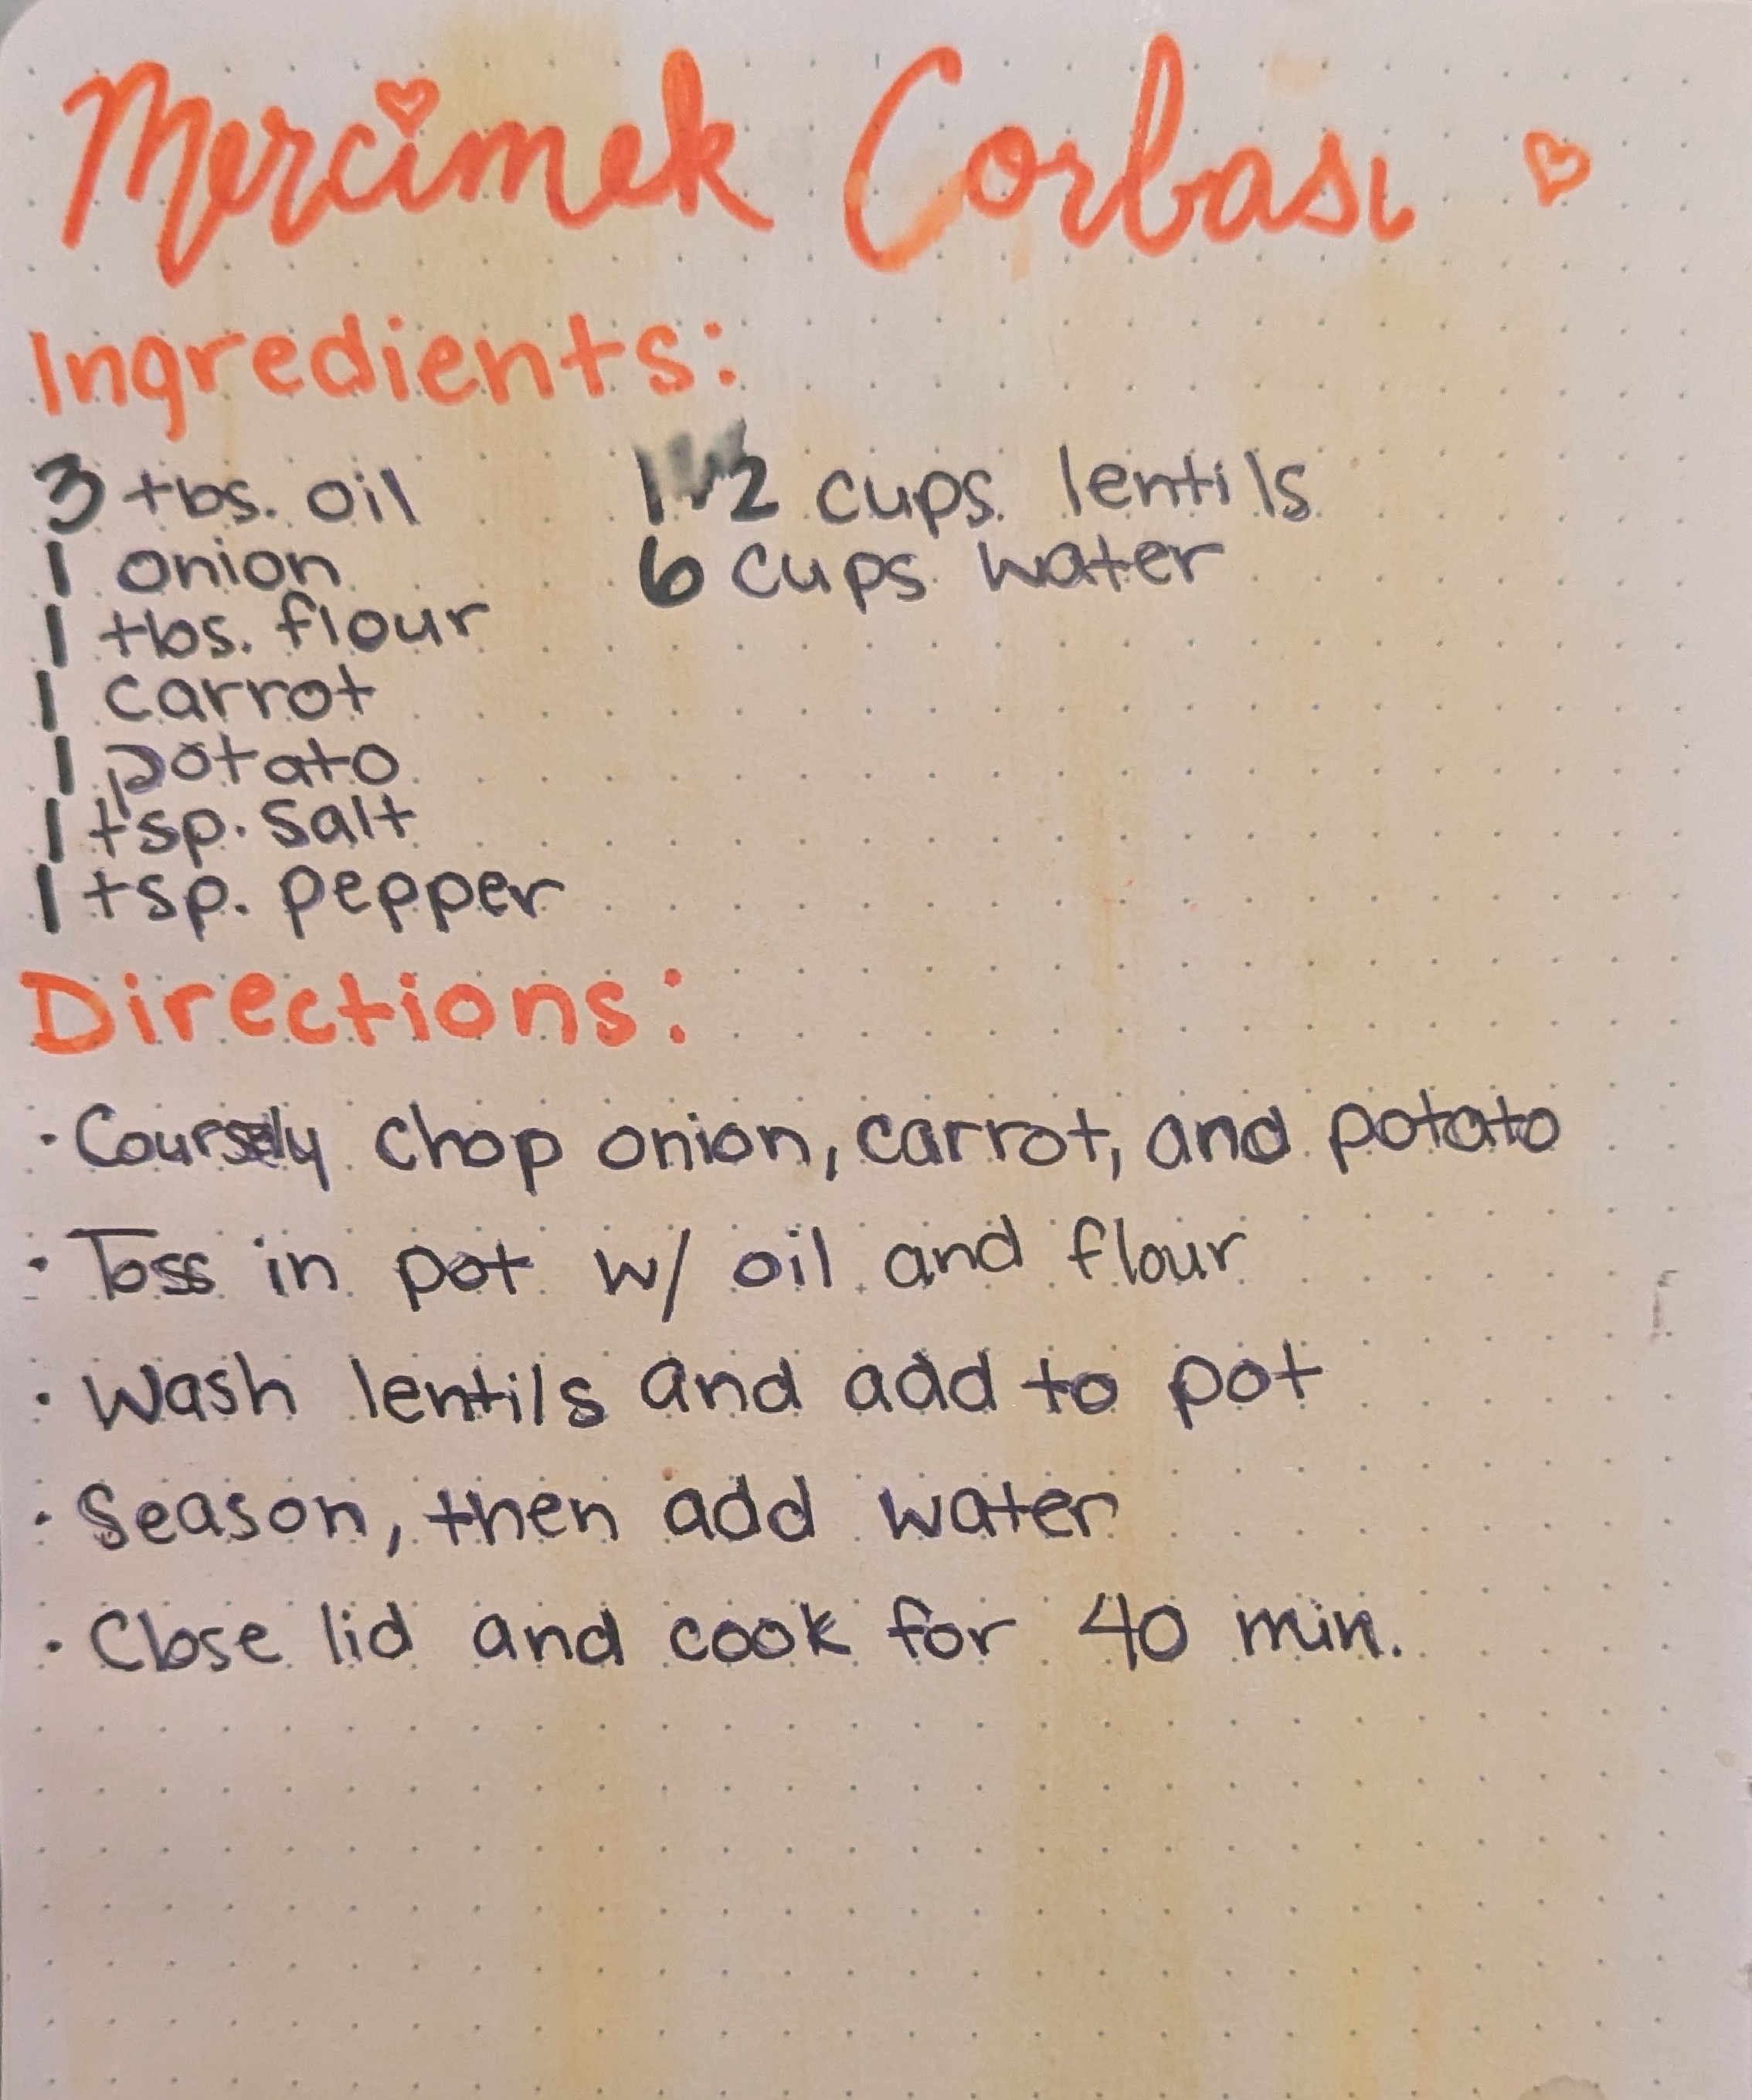 Mercimek Corbası
Ingredients:
3 tbs. oil
1 onion
1 tbs. flour
1 carrot
1 potato
1 tsp. salt
1 tsp. pepper
1 1/2 cups lentils
6 cups water
Directions:
· Coursely chop onion, carrot, and potato
· Toss in pot w/ oil and flour
· Wash lentils and add to pot
· Season, then add water
· Close lid and cook for 40 min.